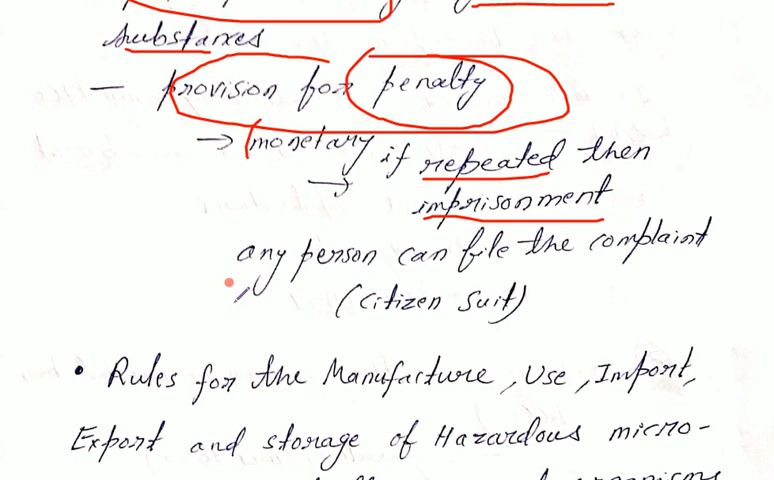 substances
— provision for penalty
→ monetary if repeated then
→ imprisonment
any person can file the complaint
(citizen suit)
• Rules for the Manufacture, Use, Import,
Export and storage of Hazardous micro-